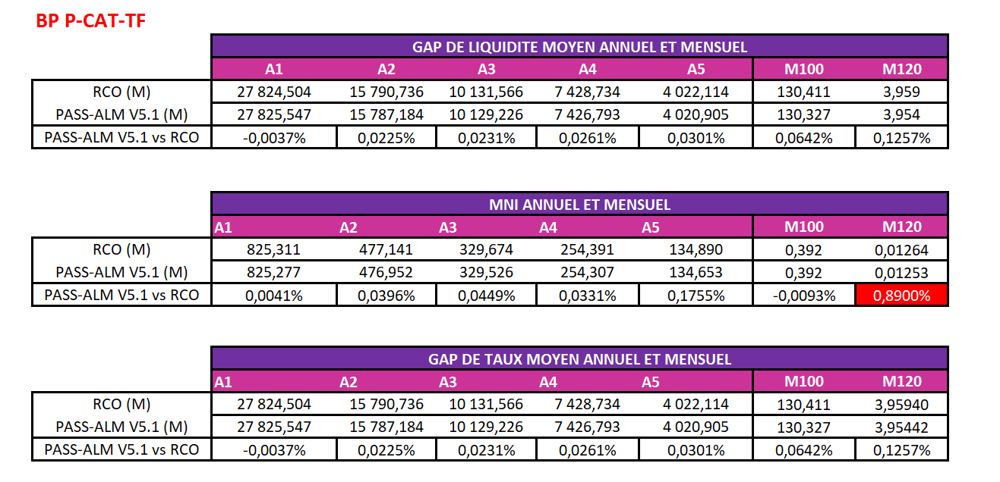 BP P-CAT-TF
GAP DE LIQUIDITE MOYEN ANNUEL ET MENSUEL
A1 A2 A3 A4 A5 M100 M120
RCO (M) 27 824,504 15 790,736 10 131,566 7 428,734 4 022,114 130,411 3,959
PASS-ALM V5.1 (M) 27 825,547 15 787,184 10 129,226 7 426,793 4 020,905 130,327 3,954
PASS-ALM V5.1 vs RCO -0,0037% 0,0225% 0,0231% 0,0261% 0,0301% 0,0642% 0,1257%
MNI ANNUEL ET MENSUEL
A1 A2 A3 A4 A5 M100 M120
RCO (M) 825,311 477,141 329,674 254,391 134,890 0,392 0,01264
PASS-ALM V5.1 (M) 825,277 476,952 329,526 254,307 134,653 0,392 0,01253
PASS-ALM V5.1 vs RCO 0,0041% 0,0396% 0,0449% 0,0331% 0,1755% -0,0093% 0,8900%
GAP DE TAUX MOYEN ANNUEL ET MENSUEL
A1 A2 A3 A4 A5 M100 M120
RCO (M) 27 824,504 15 790,736 10 131,566 7 428,734 4 022,114 130,411 3,95940
PASS-ALM V5.1 (M) 27 825,547 15 787,184 10 129,226 7 426,793 4 020,905 130,327 3,95442
PASS-ALM V5.1 vs RCO -0,0037% 0,0225% 0,0231% 0,0261% 0,0301% 0,0642% 0,1257%